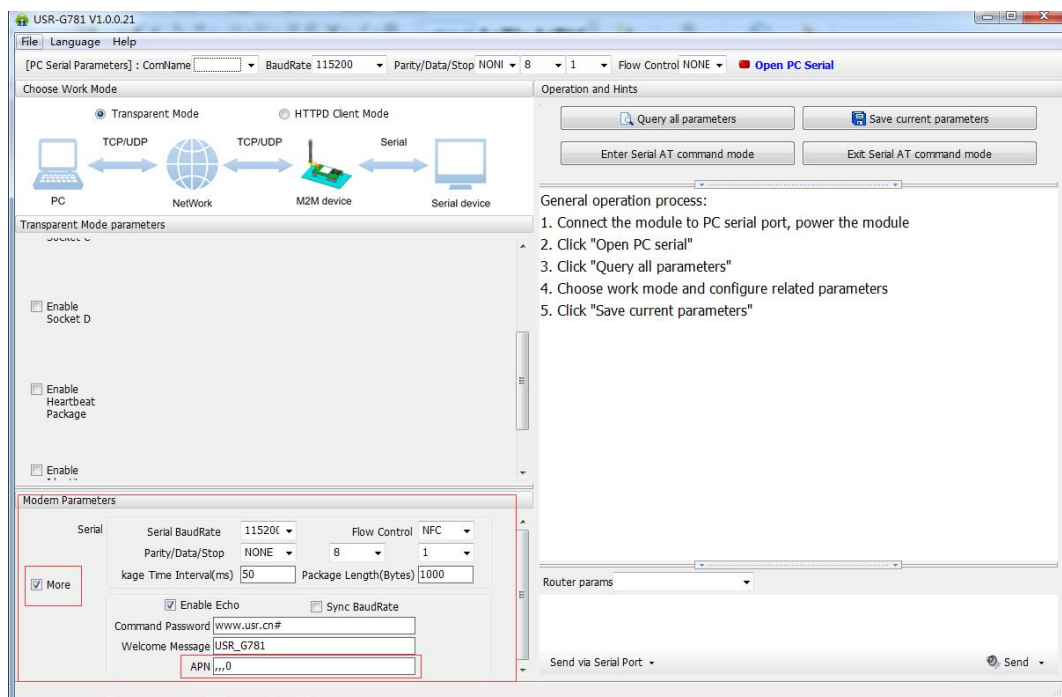 USR-G781 V1.0.0.21
File Language Help
[PC Serial Parameters] : ComName BaudRate 115200 Parity/Data/Stop NONI 8 1 Flow Control NONE Open PC Serial
Choose Work Mode
Transparent Mode HTTPD Client Mode
TCP/UDP TCP/UDP Serial
PC NetWork M2M device Serial device
Transparent Mode parameters
Socket C
Enable
Socket D
Enable
Heartbeat
Package
Enable
Modem Parameters
Serial Serial BaudRate 11520( Flow Control NFC
Parity/Data/Stop NONE 8 1
kage Time Interval(ms) 50 Package Length(Bytes) 1000
More
Enable Echo Sync BaudRate
Command Password www.usr.cn#
Welcome Message USR_G781
APN ,,,0
Operation and Hints
Query all parameters Save current parameters
Enter Serial AT command mode Exit Serial AT command mode
General operation process:
1. Connect the module to PC serial port, power the module
2. Click "Open PC serial"
3. Click "Query all parameters"
4. Choose work mode and configure related parameters
5. Click "Save current parameters"
Router params
Send via Serial Port Send